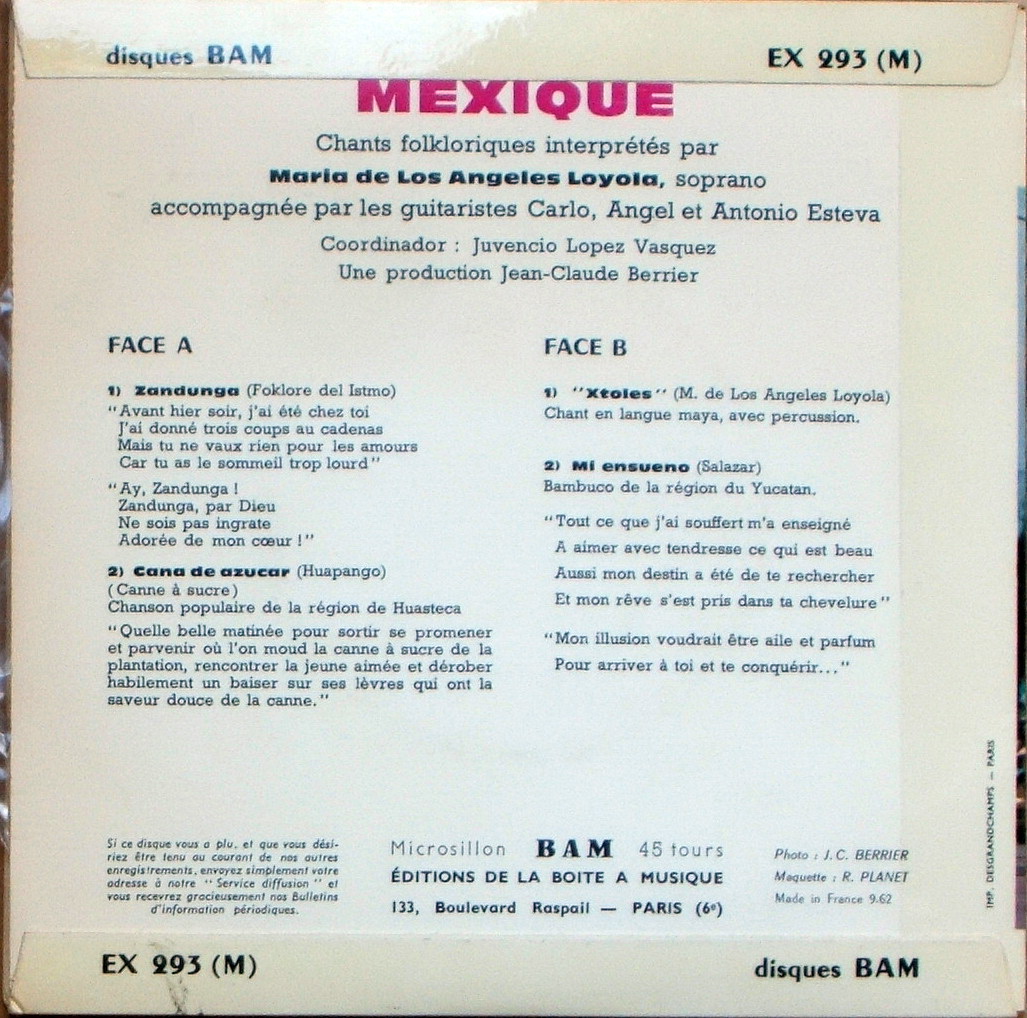 disques BAM
EX 293 (M)
MEXIQUE
Chants folkloriques interprétés par
Maria de Los Angeles Loyola, soprano
accompagnée par les guitaristes Carlo, Angel et Antonio Esteva
Coordinador : Juvencio Lopez Vasquez
Une production Jean-Claude Berrier
FACE A
1) Zandunga (Foklore del Istmo)
"Avant hier soir, j'ai été chez toi
J'ai donné trois coups au cadenas
Mais tu ne vaux rien pour les amours
Car tu as le sommeil trop lourd"
"Ay, Zandunga !
Zandunga, par Dieu
Ne sois pas ingrate
Adorée de mon cœur !"
2) Cana de azucar (Huapango)
(Canne à sucre)
Chanson populaire de la région de Huasteca
"Quelle belle matinée pour sortir se promener
et parvenir où l'on moud la canne à sucre de la
plantation, rencontrer la jeune aimée et dérober
habilement un baiser sur ses lèvres qui ont la
saveur douce de la canne."
FACE B
1) "Xtoles" (M. de Los Angeles Loyola)
Chant en langue maya, avec percussion.
2) Mi ensueno (Salazar)
Bambuco de la région du Yucatan.
"Tout ce que j'ai souffert m'a enseigné
A aimer avec tendresse ce qui est beau
Aussi mon destin a été de te rechercher
Et mon rêve s'est pris dans ta chevelure"
"Mon illusion voudrait être aile et parfum
Pour arriver à toi et te conquérir..."
Si ce disque vous a plu, et que vous dési-
riez être tenu au courant de nos autres
enregistrements, envoyez simplement votre
adresse à notre "Service diffusion" et
vous recevrez gracieusement nos Bulletins
d'information périodiques.
Microsillon BAM 45 tours
ÉDITIONS DE LA BOITE A MUSIQUE
133, Boulevard Raspail — PARIS (6e)
Photo : J. C. BERRIER
Maquette : R. PLANET
Made in France 9.62
IMP. DESGRANDCHAMPS — PARIS
EX 293 (M)
disques BAM